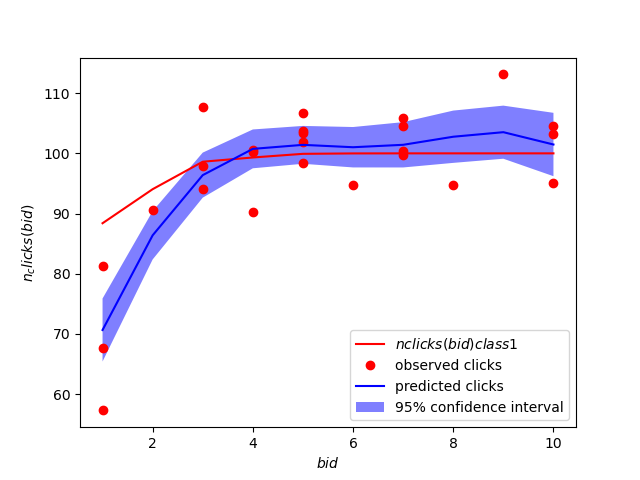 110
100
90
80
70
60
n_clicks(bid)
2
4
6
8
10
bid
nclicks(bid)class1
observed clicks
predicted clicks
95% confidence interval